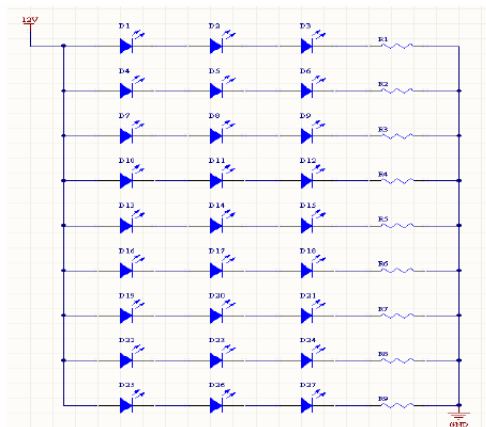 12V
D1 D2 D3 R1
D4 D5 D6 R2
D7 D8 D9 R3
D10 D11 D12 R4
D13 D14 D15 R5
D16 D17 D18 R6
D19 D20 D21 R7
D22 D23 D24 R8
D25 D26 D27 R9
GND